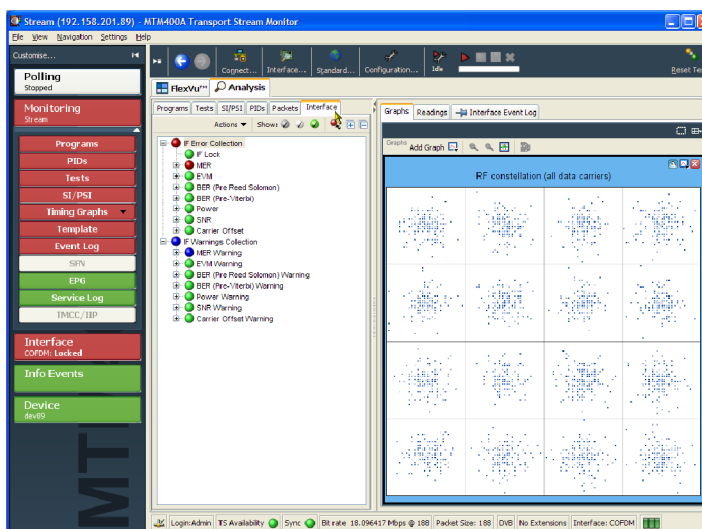 Stream (192.158.201.89) - MTM400A Transport Stream Monitor
File View Navigation Settings Help
Customise...
Polling
Stopped
Monitoring
Stream
Programs
PIDs
Tests
SI/PSI
Timing Graphs
Template
Event Log
SFN
EPG
Service Log
TMCC/IIP
Interface
COFDM: Locked
Info Events
Device
dev89
MTM
Connect...
Interface...
Standard...
Configuration...
Idle
Reset Te
FlexVu™
Analysis
Programs Tests SI/PSI PIDs Packets Interface
Actions Show:
IF Error Collection
IF Lock
MER
EVM
BER (Pre Reed Solomon)
BER (Pre-Viterbi)
Power
SNR
Carrier Offset
IF Warnings Collection
MER Warning
EVM Warning
BER (Pre Reed Solomon) Warning
BER (Pre-Viterbi) Warning
Power Warning
SNR Warning
Carrier Offset Warning
Graphs Readings Interface Event Log
Graphs Add Graph
RF constellation (all data carriers)
Login:Admin TS Availability Sync Bit rate 18.096417 Mbps @ 188 Packet Size: 188 DVB No Extensions Interface: COFDM